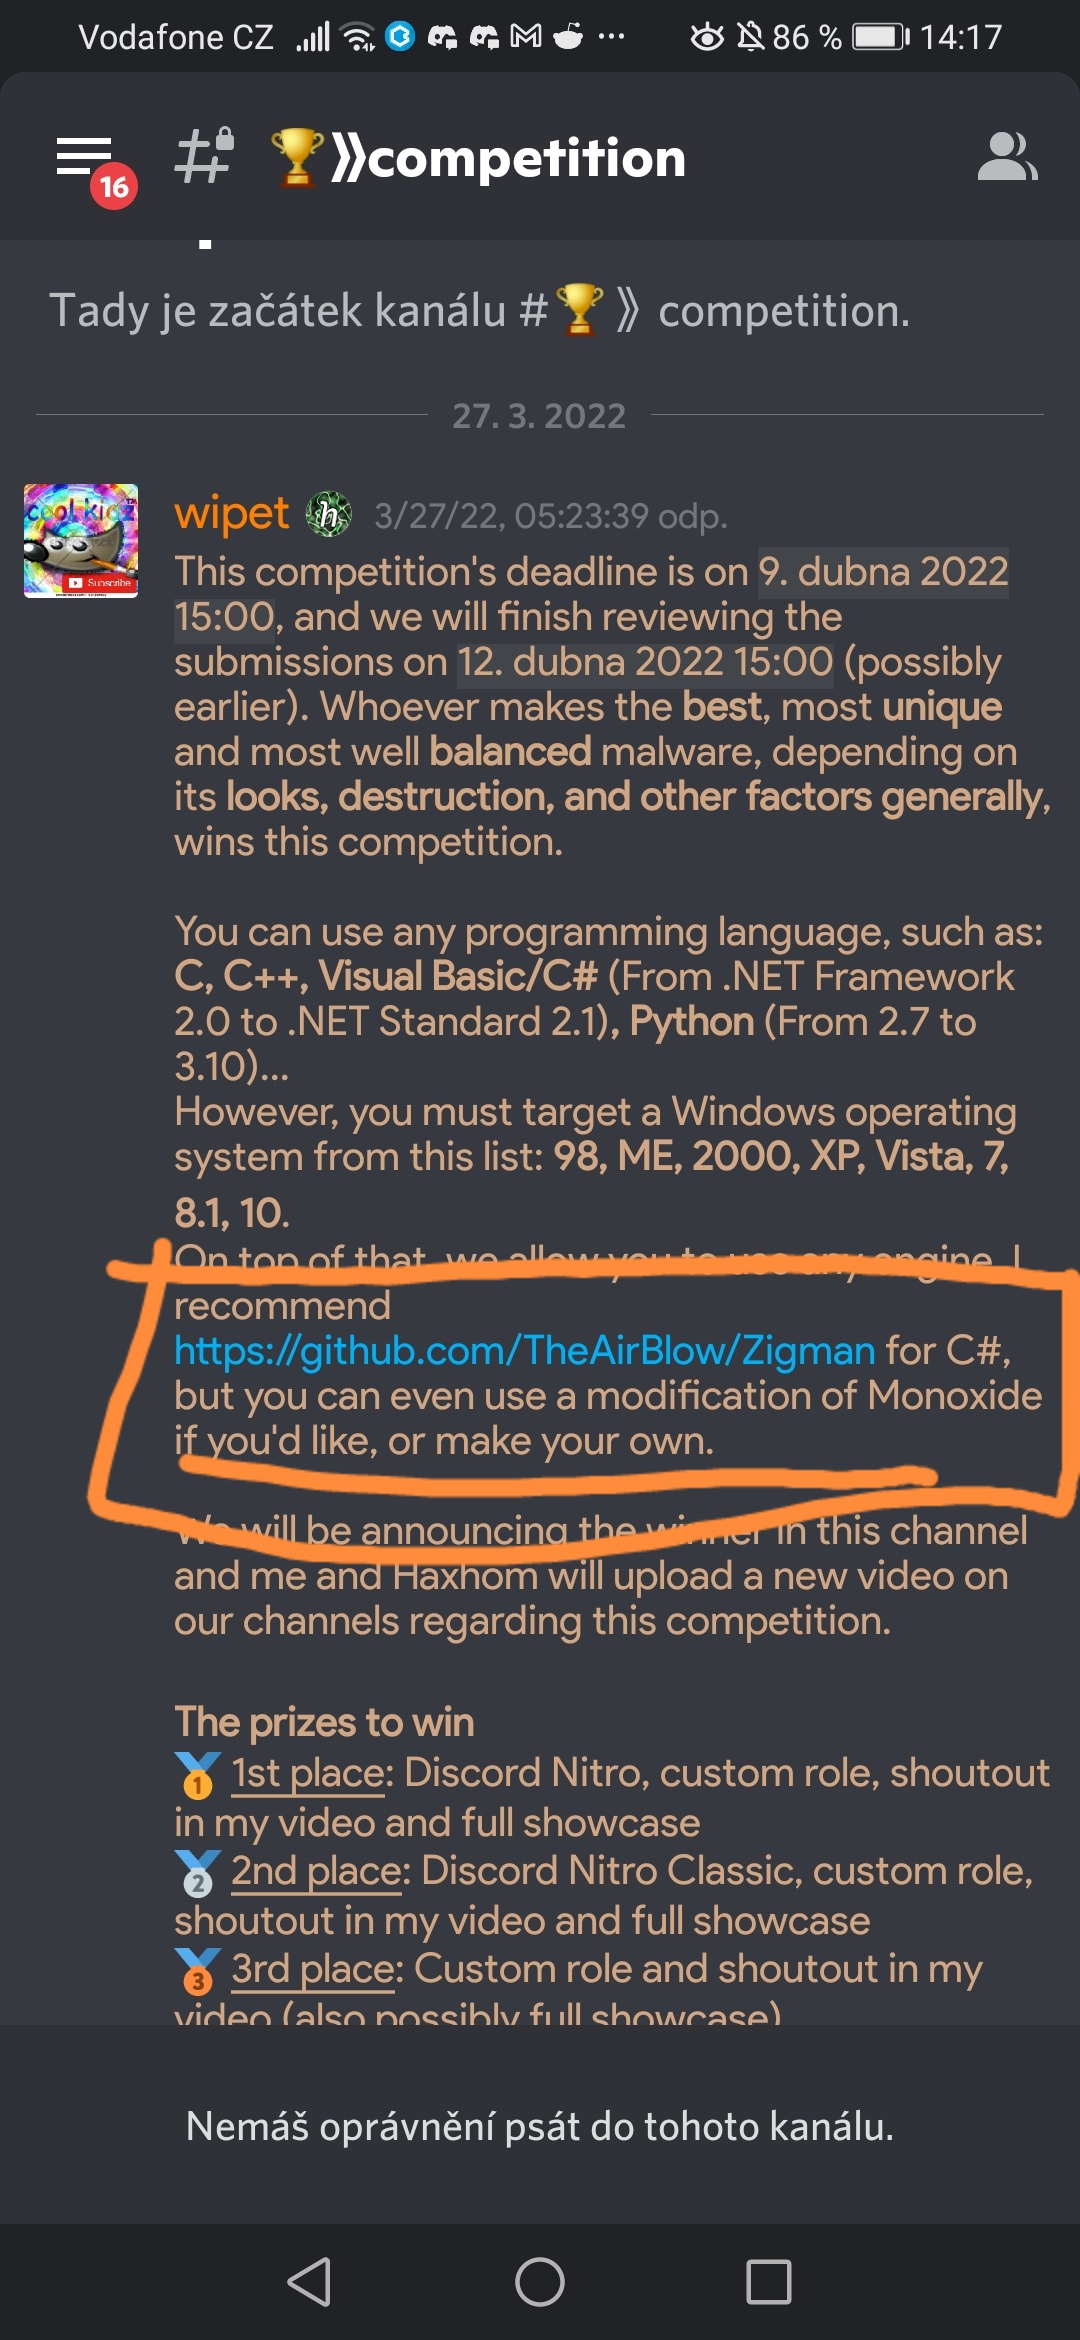 Vodafone CZ 86 % 14:17
16 🏆⟫competition
Tady je začátek kanálu #🏆⟫ competition.
27. 3. 2022
cool kidz
Subscribe
wipet h 3/27/22, 05:23:39 odp.
This competition's deadline is on 9. dubna 2022
15:00, and we will finish reviewing the
submissions on 12. dubna 2022 15:00 (possibly
earlier). Whoever makes the best, most unique
and most well balanced malware, depending on
its looks, destruction, and other factors generally,
wins this competition.
You can use any programming language, such as:
C, C++, Visual Basic/C# (From .NET Framework
2.0 to .NET Standard 2.1), Python (From 2.7 to
3.10)...
However, you must target a Windows operating
system from this list: 98, ME, 2000, XP, Vista, 7,
8.1, 10.
On top of that, we allow you to use any engine. I
recommend
https://github.com/TheAirBlow/Zigman for C#,
but you can even use a modification of Monoxide
if you'd like, or make your own.
We will be announcing the winner in this channel
and me and Haxhom will upload a new video on
our channels regarding this competition.
The prizes to win
🥇 1st place: Discord Nitro, custom role, shoutout
in my video and full showcase
🥈 2nd place: Discord Nitro Classic, custom role,
shoutout in my video and full showcase
🥉 3rd place: Custom role and shoutout in my
video (also possibly full showcase)
Nemáš oprávnění psát do tohoto kanálu.